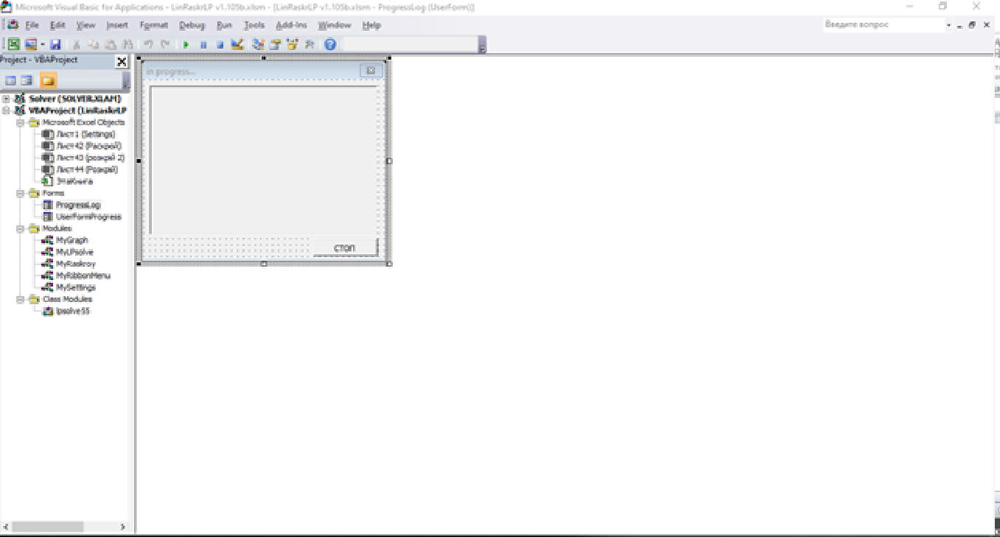 Microsoft Visual Basic for Applications - LinRaskrLP v1.105b.xlsm - [LinRaskrLP v1.105b.xlsm - ProgressLog (UserForm)]
File Edit View Insert Format Debug Run Tools Add-Ins Window Help
Введите вопрос
Project - VBAProject
in progress...
Solver (SOLVER.XLAM)
VBAProject (LinRaskrLP
Microsoft Excel Objects
Лист1 (Settings)
Лист42 (Раскрой)
Лист43 (розкрій 2)
Лист44 (Розкрій)
ЭтаКнига
Forms
ProgressLog
UserFormProgress
Modules
MyGraph
MyLPsolve
MyRaskroy
MyRibbonMenu
MySettings
Class Modules
lpsolve55
стоп